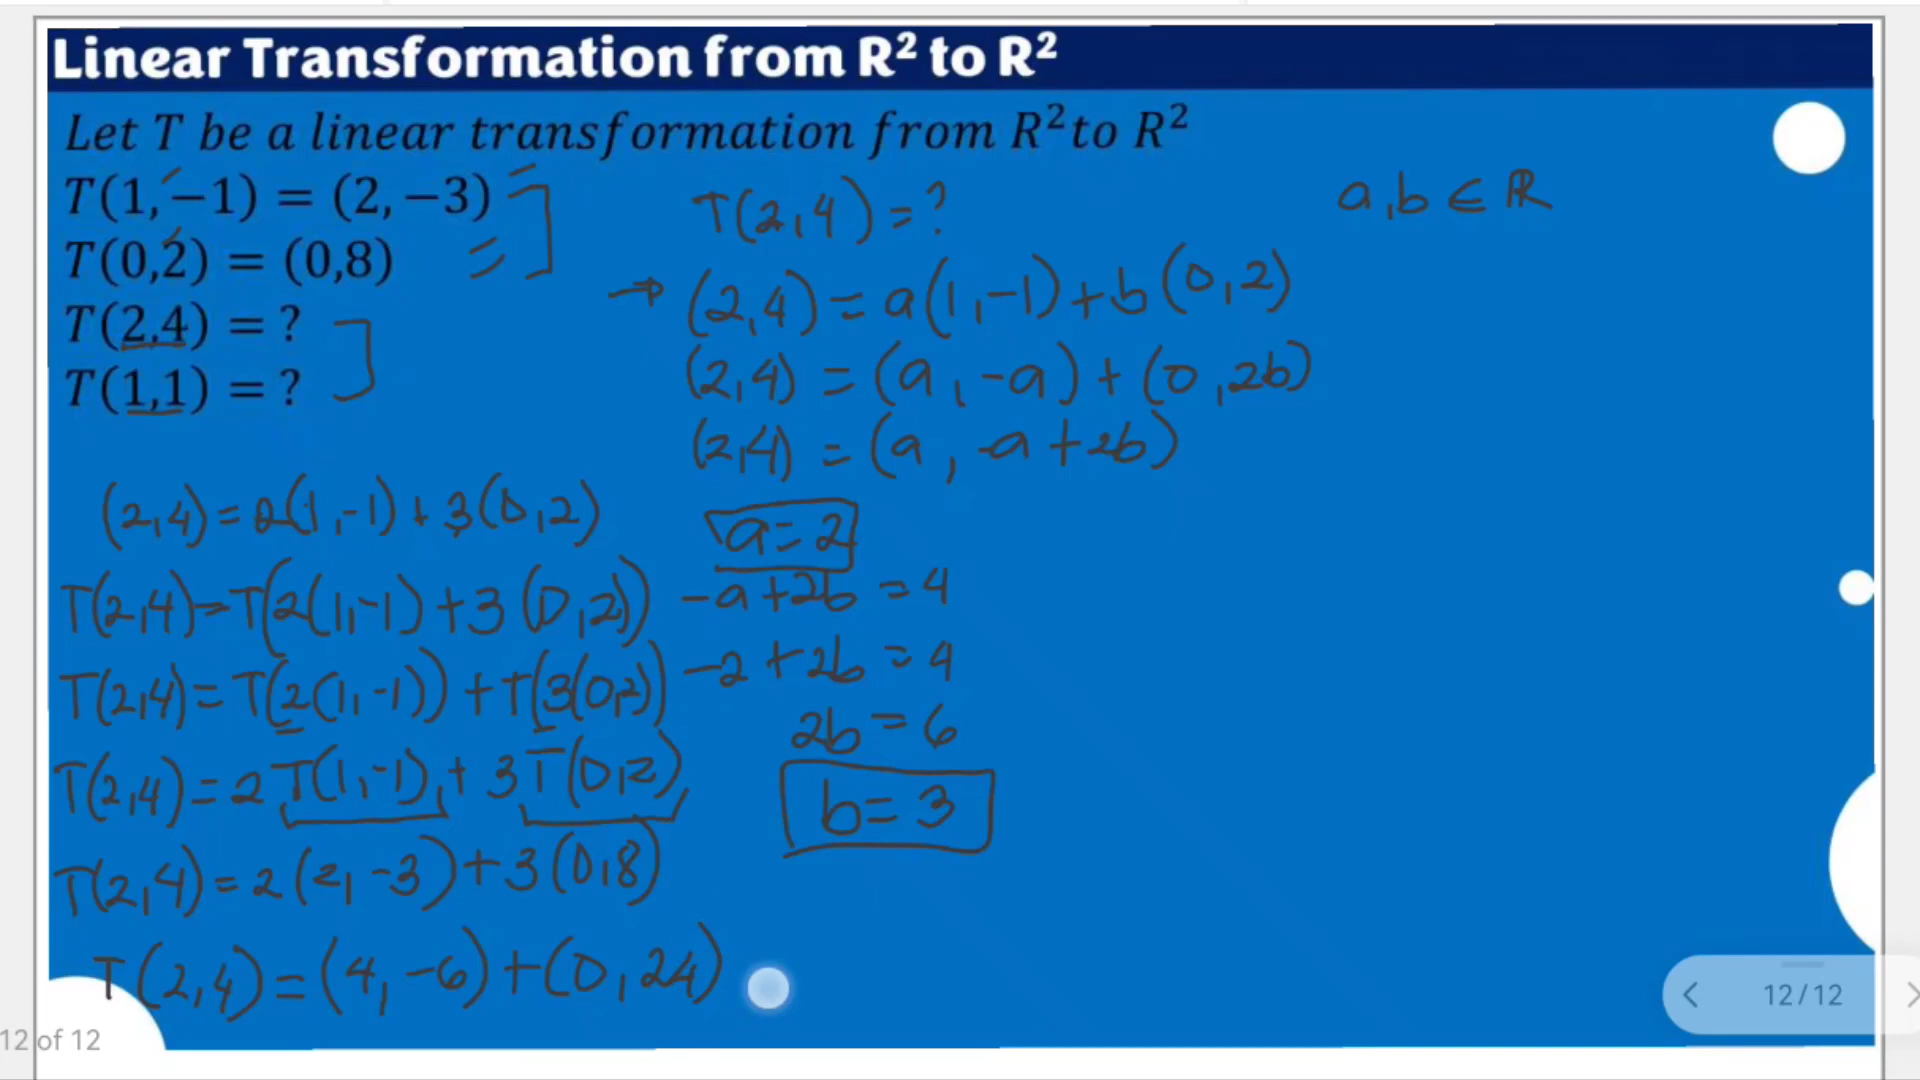 Linear Transformation from R² to R²
Let T be a linear transformation from R² to R²
T(1,−1) = (2,−3)
T(0,2) = (0,8)
T(2,4) = ?
T(1,1) = ?
T(2,4) = ?
a,b ∈ ℝ
→ (2,4) = a(1,-1) + b(0,2)
(2,4) = (a,-a) + (0,2b)
(2,4) = (a, -a+2b)
a = 2
-a+2b = 4
-2+2b = 4
2b = 6
b = 3
(2,4) = 2(1,-1) + 3(0,2)
T(2,4) = T(2(1,-1) + 3(0,2))
T(2,4) = T(2(1,-1)) + T(3(0,2))
T(2,4) = 2T(1,-1) + 3T(0,2)
T(2,4) = 2(2,-3) + 3(0,8)
T(2,4) = (4,-6) + (0,24)
12/12
12 of 12